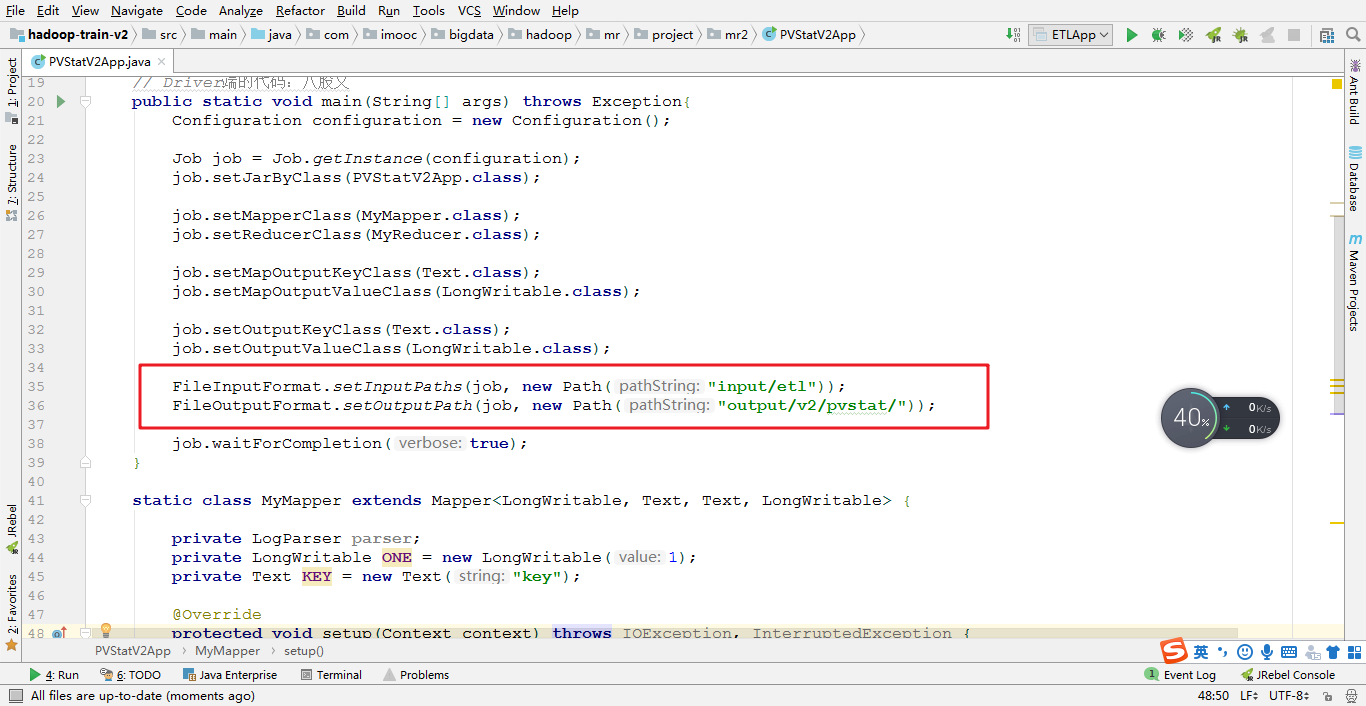 File Edit View Navigate Code Analyze Refactor Build Run Tools VCS Window Help
hadoop-train-v2 src main java com imooc bigdata hadoop mr project mr2 PVStatV2App ETLApp
PVStatV2App.java
1: Project
7: Structure
JRebel
2: Favorites
19 // Driver端的代码：八股文
20 public static void main(String[] args) throws Exception{
21 Configuration configuration = new Configuration();
22
23 Job job = Job.getInstance(configuration);
24 job.setJarByClass(PVStatV2App.class);
25
26 job.setMapperClass(MyMapper.class);
27 job.setReducerClass(MyReducer.class);
28
29 job.setMapOutputKeyClass(Text.class);
30 job.setMapOutputValueClass(LongWritable.class);
31
32 job.setOutputKeyClass(Text.class);
33 job.setOutputValueClass(LongWritable.class);
34
35 FileInputFormat.setInputPaths(job, new Path( pathString: "input/etl"));
36 FileOutputFormat.setOutputPath(job, new Path( pathString: "output/v2/pvstat/"));
37
38 job.waitForCompletion( verbose: true);
39 }
40
41 static class MyMapper extends Mapper<LongWritable, Text, Text, LongWritable> {
42
43 private LogParser parser;
44 private LongWritable ONE = new LongWritable( value: 1);
45 private Text KEY = new Text( string: "key");
46
47 @Override
48 protected void setup(Context context) throws IOException, InterruptedException {
Ant Build
Database
Maven Projects
40%
0K/s
0K/s
PVStatV2App MyMapper setup()
英
4: Run 6: TODO Java Enterprise Terminal Problems 1 Event Log JRebel Console
All files are up-to-date (moments ago) 48:50 LF UTF-8